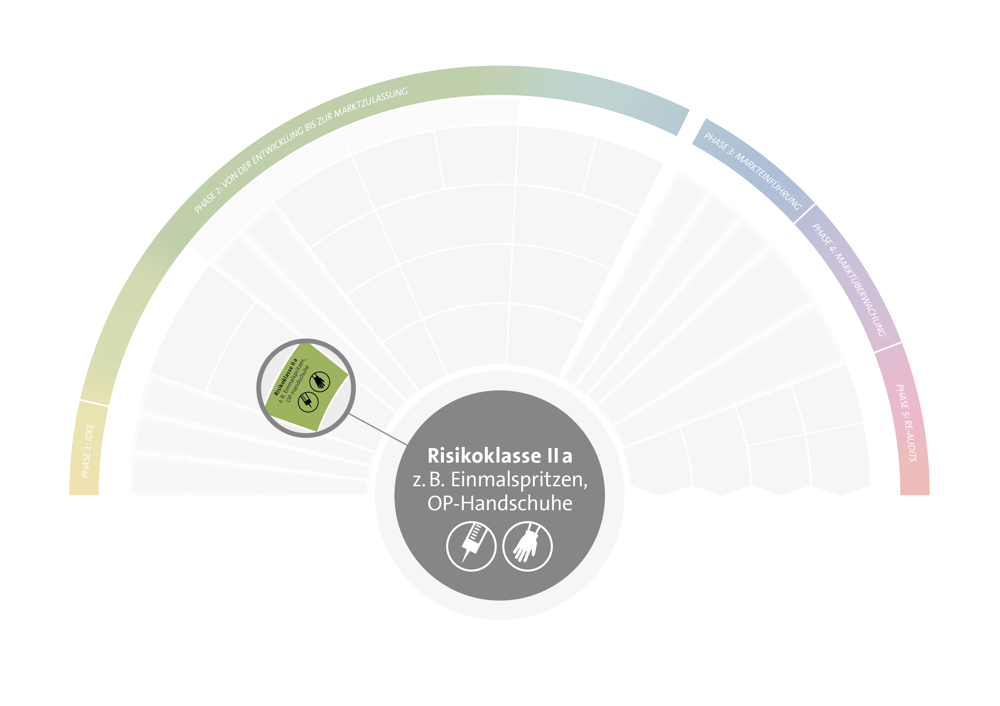 PHASE 1: IDEE
PHASE 2: VON DER ENTWICKLUNG BIS ZUR MARKTZULASSUNG
PHASE 3: MARKTEINFÜHRUNG
PHASE 4: MARKTÜBERWACHUNG
PHASE 5: RE-AUDITS
Risikoklasse II a
z. B. Einmalspritzen,
OP-Handschuhe
Risikoklasse II a
z. B. Einmalspritzen,
OP-Handschuhe